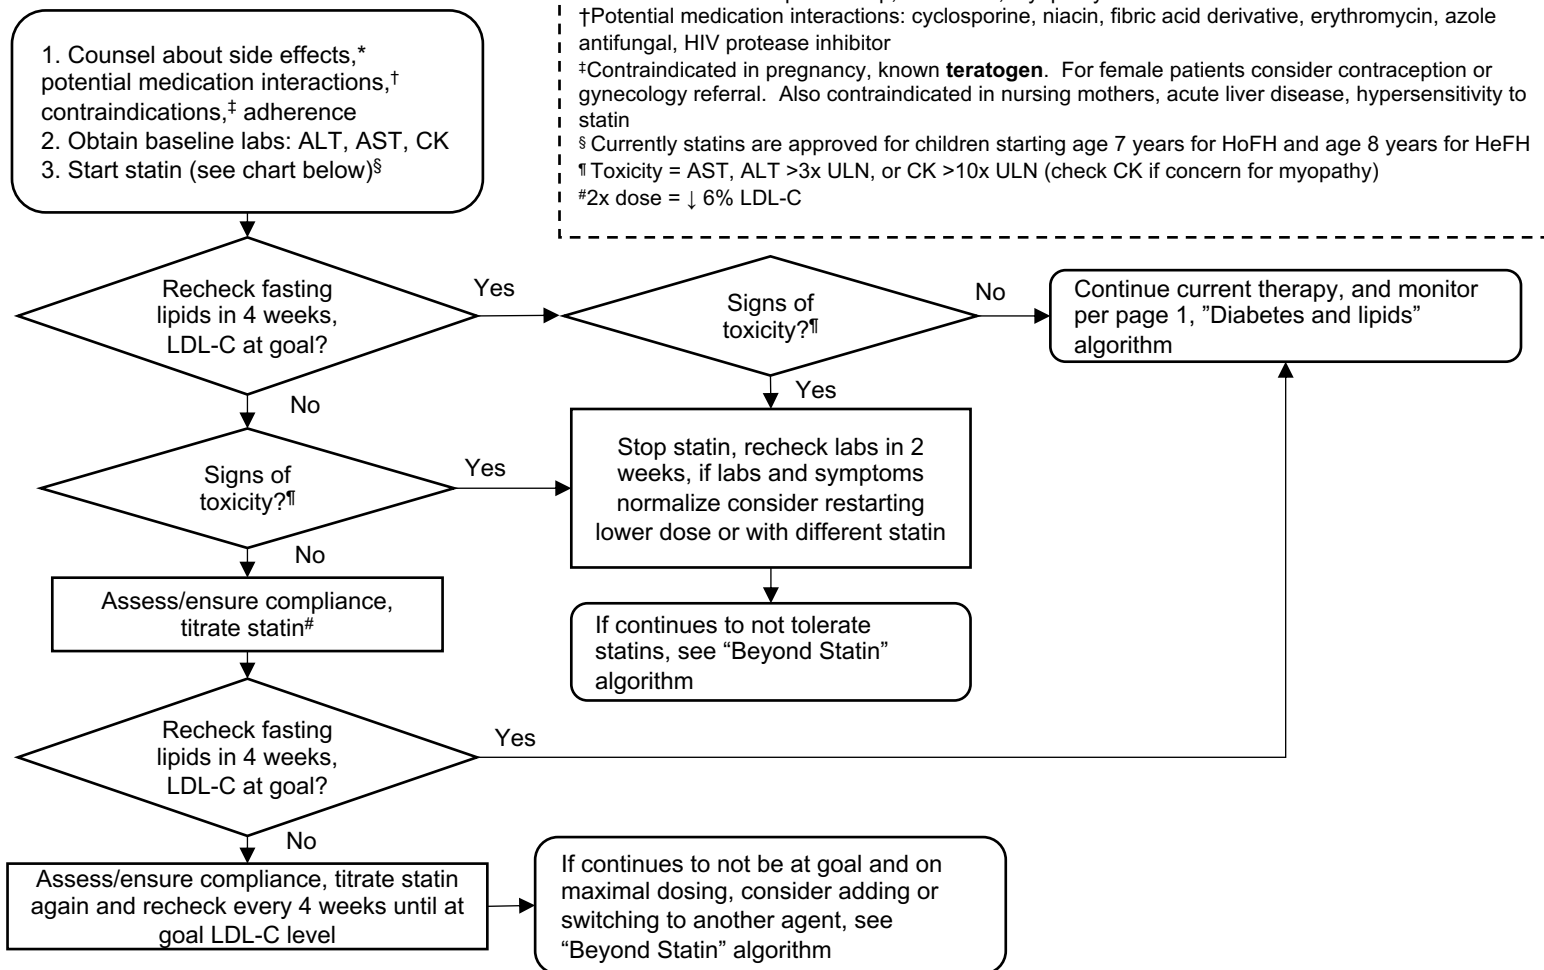 1. Counsel about side effects,*
potential medication interactions,†
contraindications,‡ adherence
2. Obtain baseline labs: ALT, AST, CK
3. Start statin (see chart below)§
†Potential medication interactions: cyclosporine, niacin, fibric acid derivative, erythromycin, azole
antifungal, HIV protease inhibitor
‡Contraindicated in pregnancy, known teratogen.  For female patients consider contraception or
gynecology referral.  Also contraindicated in nursing mothers, acute liver disease, hypersensitivity to
statin
§ Currently statins are approved for children starting age 7 years for HoFH and age 8 years for HeFH
¶ Toxicity = AST, ALT >3x ULN, or CK >10x ULN (check CK if concern for myopathy)
#2x dose = ↓ 6% LDL-C
Recheck fasting
lipids in 4 weeks,
LDL-C at goal?
Yes
Signs of
toxicity?¶
No
Continue current therapy, and monitor
per page 1, ”Diabetes and lipids”
algorithm
No
Yes
Signs of
toxicity?¶
Yes
Stop statin, recheck labs in 2
weeks, if labs and symptoms
normalize consider restarting
lower dose or with different statin
No
Assess/ensure compliance,
titrate statin#
If continues to not tolerate
statins, see “Beyond Statin”
algorithm
Recheck fasting
lipids in 4 weeks,
LDL-C at goal?
Yes
No
Assess/ensure compliance, titrate statin
again and recheck every 4 weeks until at
goal LDL-C level
If continues to not be at goal and on
maximal dosing, consider adding or
switching to another agent, see
“Beyond Statin” algorithm